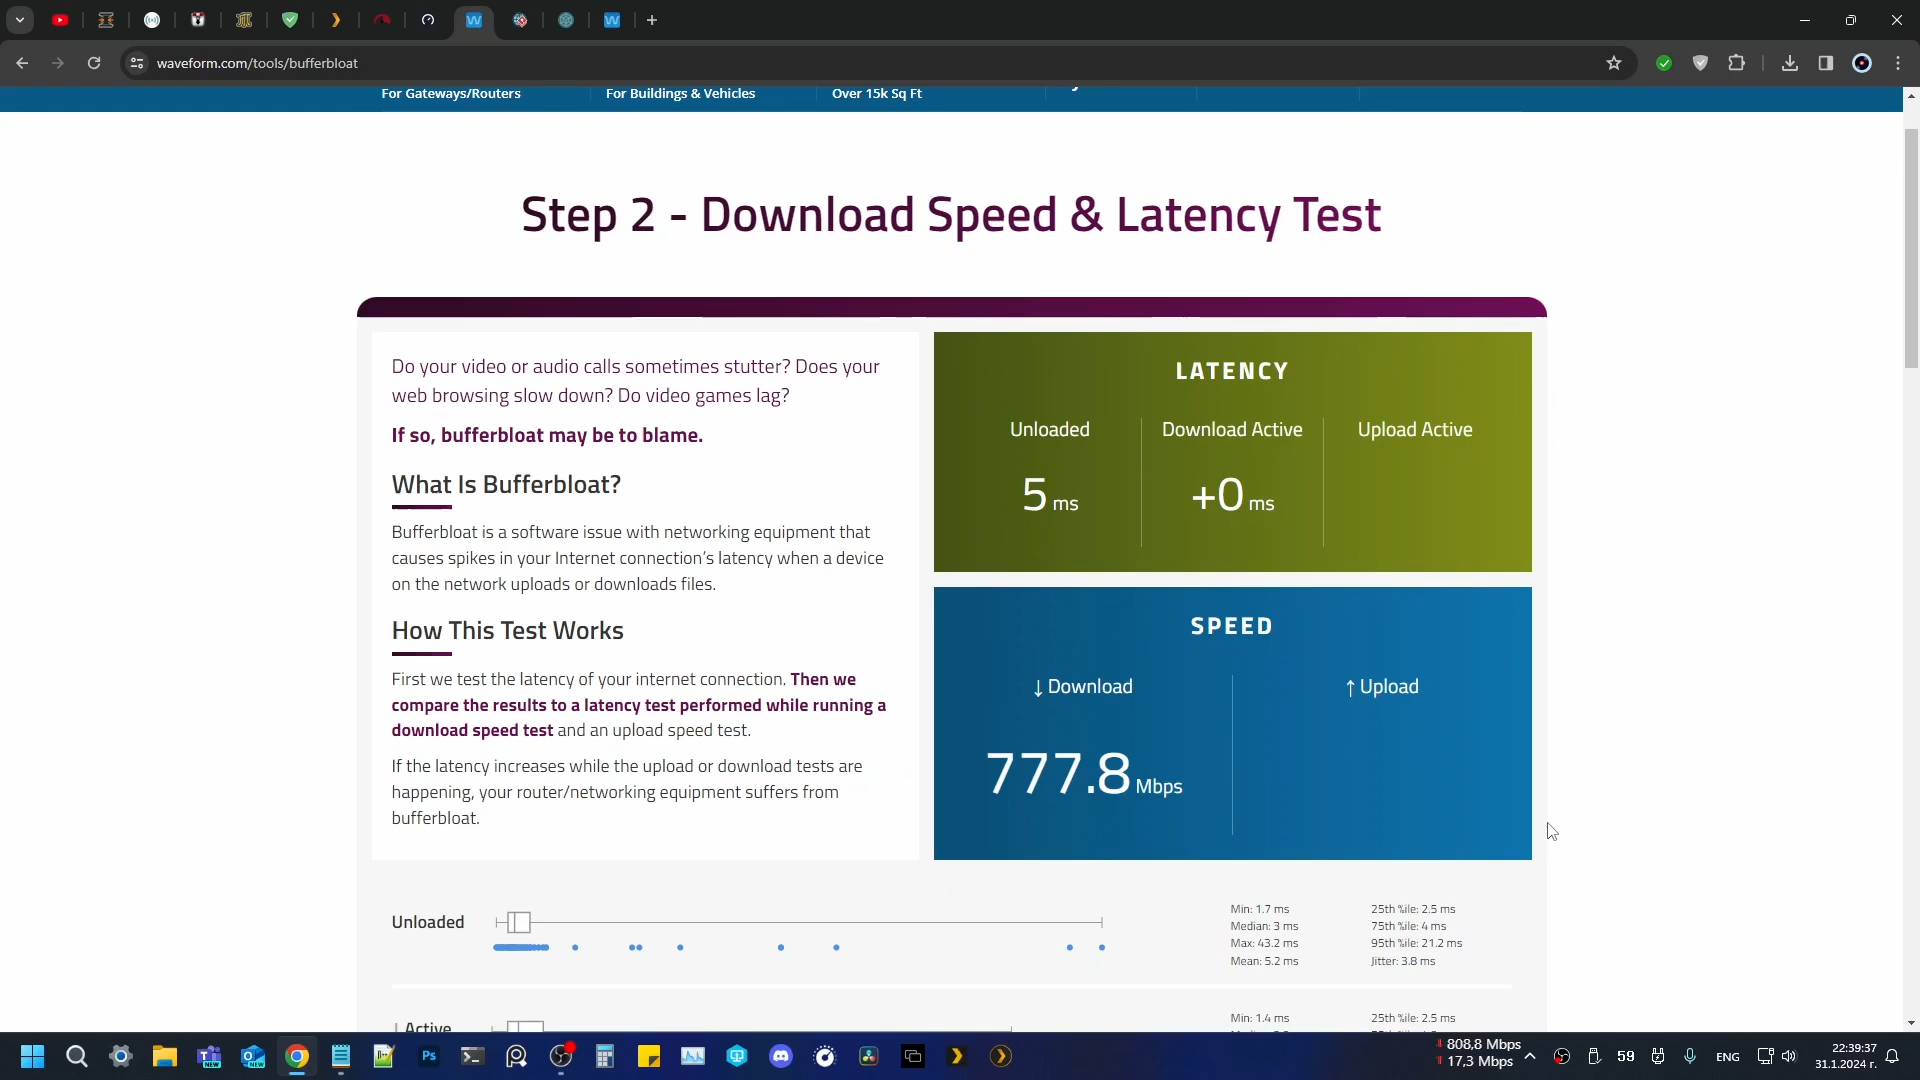 waveform.com/tools/bufferbloat
For Gateways/Routers
For Buildings & Vehicles
Over 15k Sq Ft
Step 2 - Download Speed & Latency Test
Do your video or audio calls sometimes stutter? Does your
web browsing slow down? Do video games lag?
If so, bufferbloat may be to blame.
What Is Bufferbloat?
Bufferbloat is a software issue with networking equipment that
causes spikes in your Internet connection's latency when a device
on the network uploads or downloads files.
How This Test Works
First we test the latency of your internet connection. Then we
compare the results to a latency test performed while running a
download speed test and an upload speed test.
If the latency increases while the upload or download tests are
happening, your router/networking equipment suffers from
bufferbloat.
LATENCY
Unloaded
Download Active
Upload Active
5 ms
+0 ms
SPEED
↓ Download
↑ Upload
777.8 Mbps
Unloaded
Min: 1.7 ms
Median: 3 ms
Max: 43.2 ms
Mean: 5.2 ms
25th %ile: 2.5 ms
75th %ile: 4 ms
95th %ile: 21.2 ms
Jitter: 3.8 ms
↓ Active
Min: 1.4 ms
25th %ile: 2.5 ms
808,8 Mbps
17,3 Mbps
59
ENG
22:39:37
31.1.2024 г.